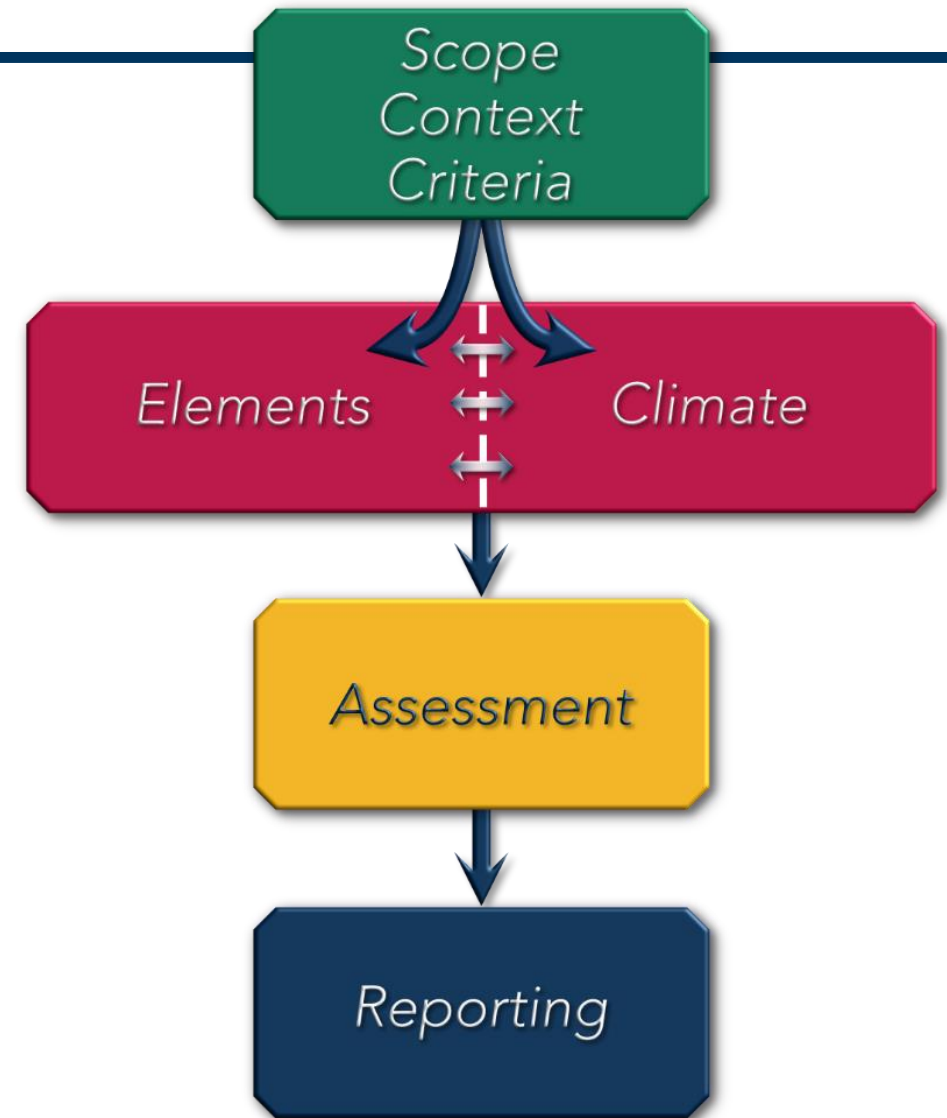 Scope
Context
Criteria
Elements
Climate
Assessment
Reporting